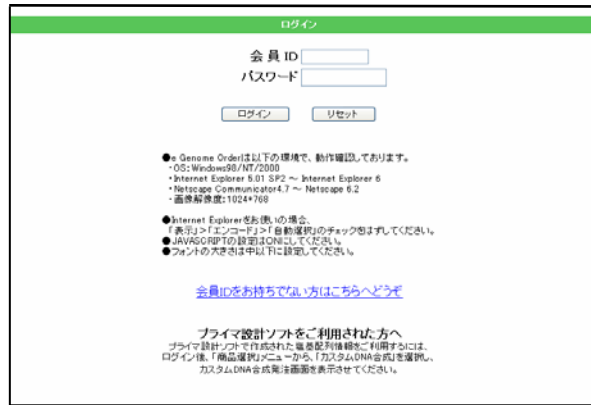 ログイン
会員 ID
パスワード
ログイン リセット
●e Genome Orderは以下の環境で、動作確認しております。
・OS:Windows98/NT/2000
・Internet Explorer 5.01 SP2 ～ Internet Explorer 6
・Netscape Communicator4.7 ～ Netscape 6.2
・画像解像度:1024*768
●Internet Explorerをお使いの場合、
「表示」>「エンコード」>「自動選択」のチェックをはずしてください。
●JAVASCRIPTの設定はONにしてください。
●フォントの大きさは中以下に設定してください。
会員IDをお持ちでない方はこちらへどうぞ
プライマ設計ソフトをご利用された方へ
プライマ設計ソフトで作成された塩基配列情報をご利用するには、
ログイン後、「商品選択」メニューから、「カスタムDNA合成」を選択し、
カスタムDNA合成発注画面を表示させてください。